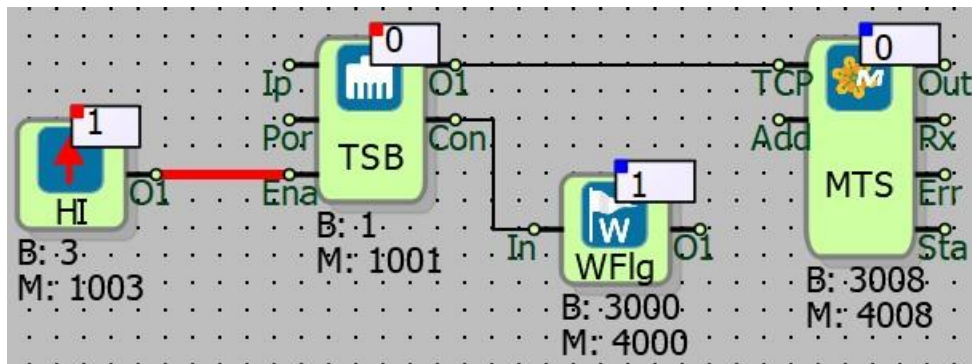 0
0
Ip
O1
TCP
Out
1
Por
Con
Add
M
Rx
TSB
1
MTS
O1
Ena
Err
HI
W
B: 3
B: 1
In
O1
Sta
M: 1003
M: 1001
WFlg
B: 3008
B: 3000
M: 4008
M: 4000